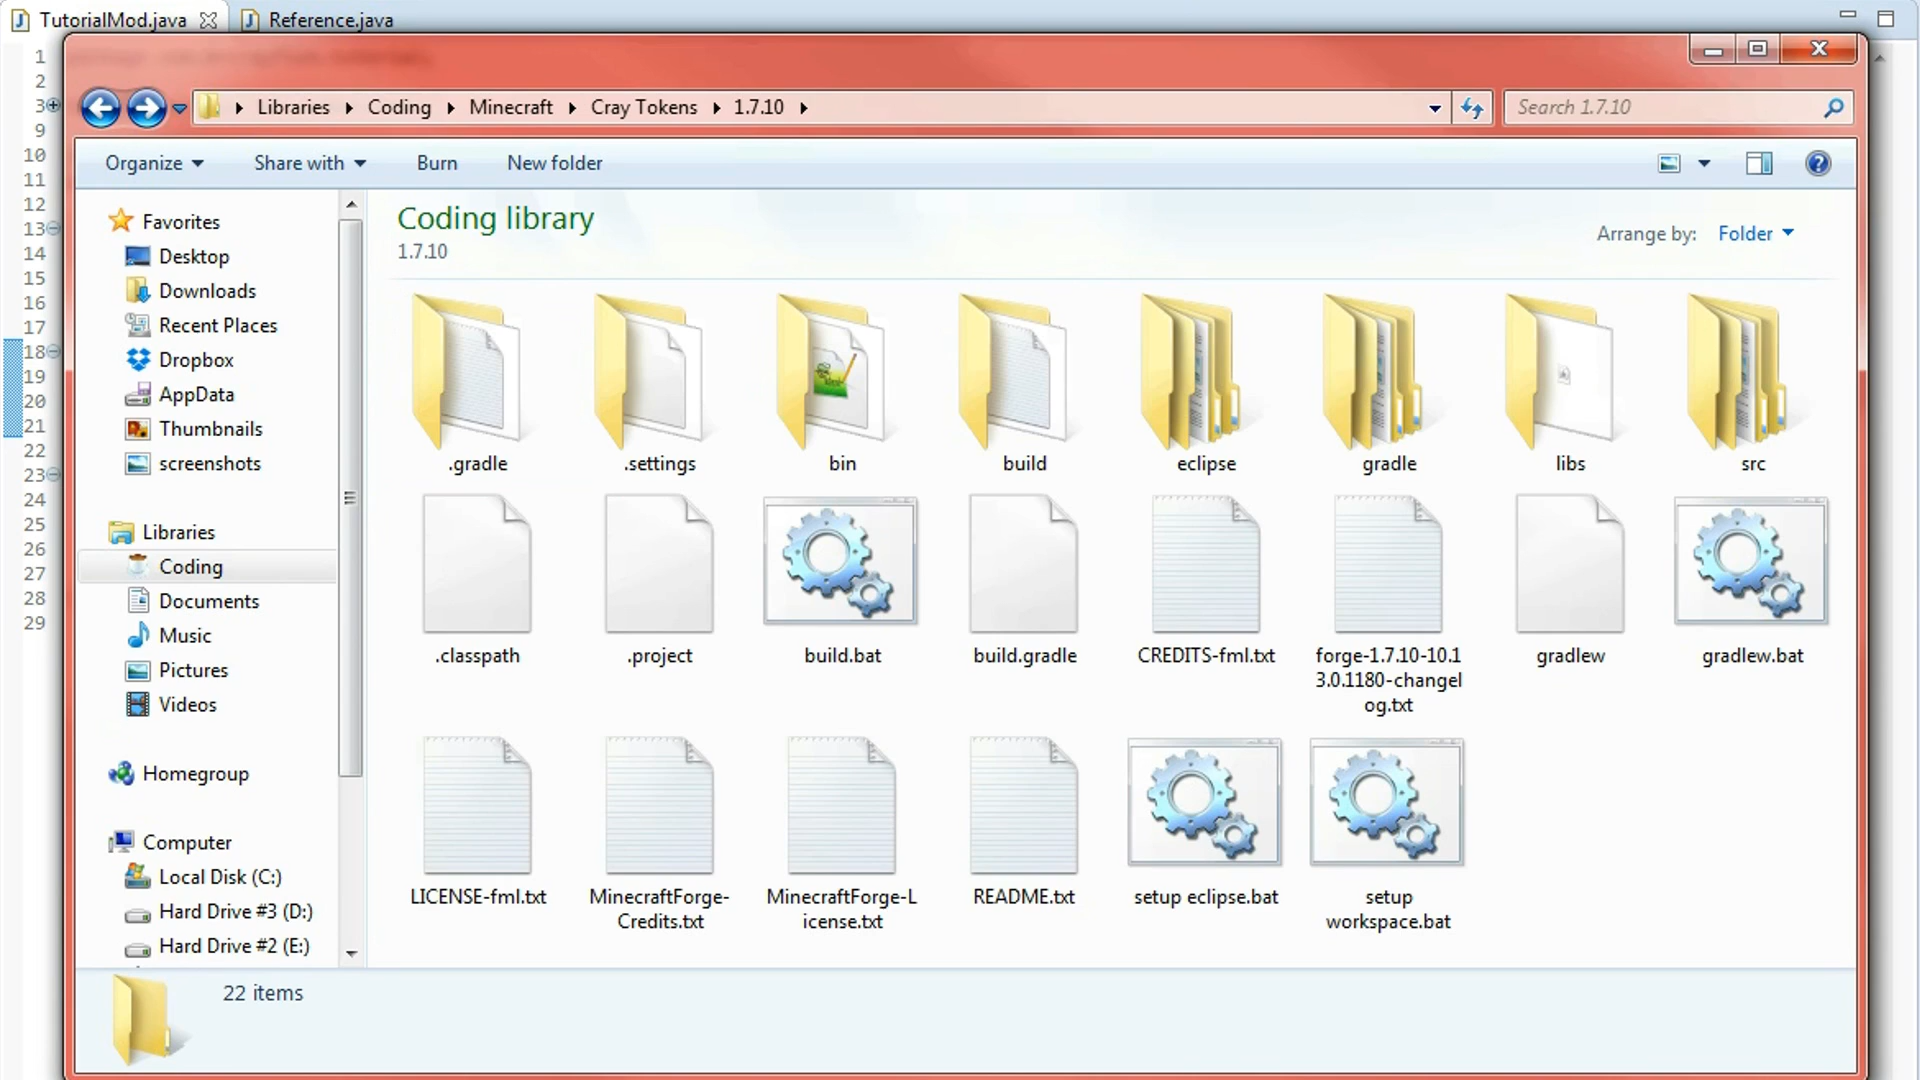 TutorialMod.java
Reference.java
1
2
3
9
10
11
12
13
14
15
16
17
18
19
20
21
22
23
24
25
26
27
28
29
Libraries
Coding
Minecraft
Cray Tokens
1.7.10
Search 1.7.10
Organize
Share with
Burn
New folder
Favorites
Desktop
Downloads
Recent Places
Dropbox
AppData
Thumbnails
screenshots
Libraries
Coding
Documents
Music
Pictures
Videos
Homegroup
Computer
Local Disk (C:)
Hard Drive #3 (D:)
Hard Drive #2 (E:)
Coding library
1.7.10
Arrange by: Folder
.gradle
.settings
bin
build
eclipse
gradle
libs
src
.classpath
.project
build.bat
build.gradle
CREDITS-fml.txt
forge-1.7.10-10.1
3.0.1180-changel
og.txt
gradlew
gradlew.bat
LICENSE-fml.txt
MinecraftForge-
Credits.txt
MinecraftForge-L
icense.txt
README.txt
setup eclipse.bat
setup
workspace.bat
22 items